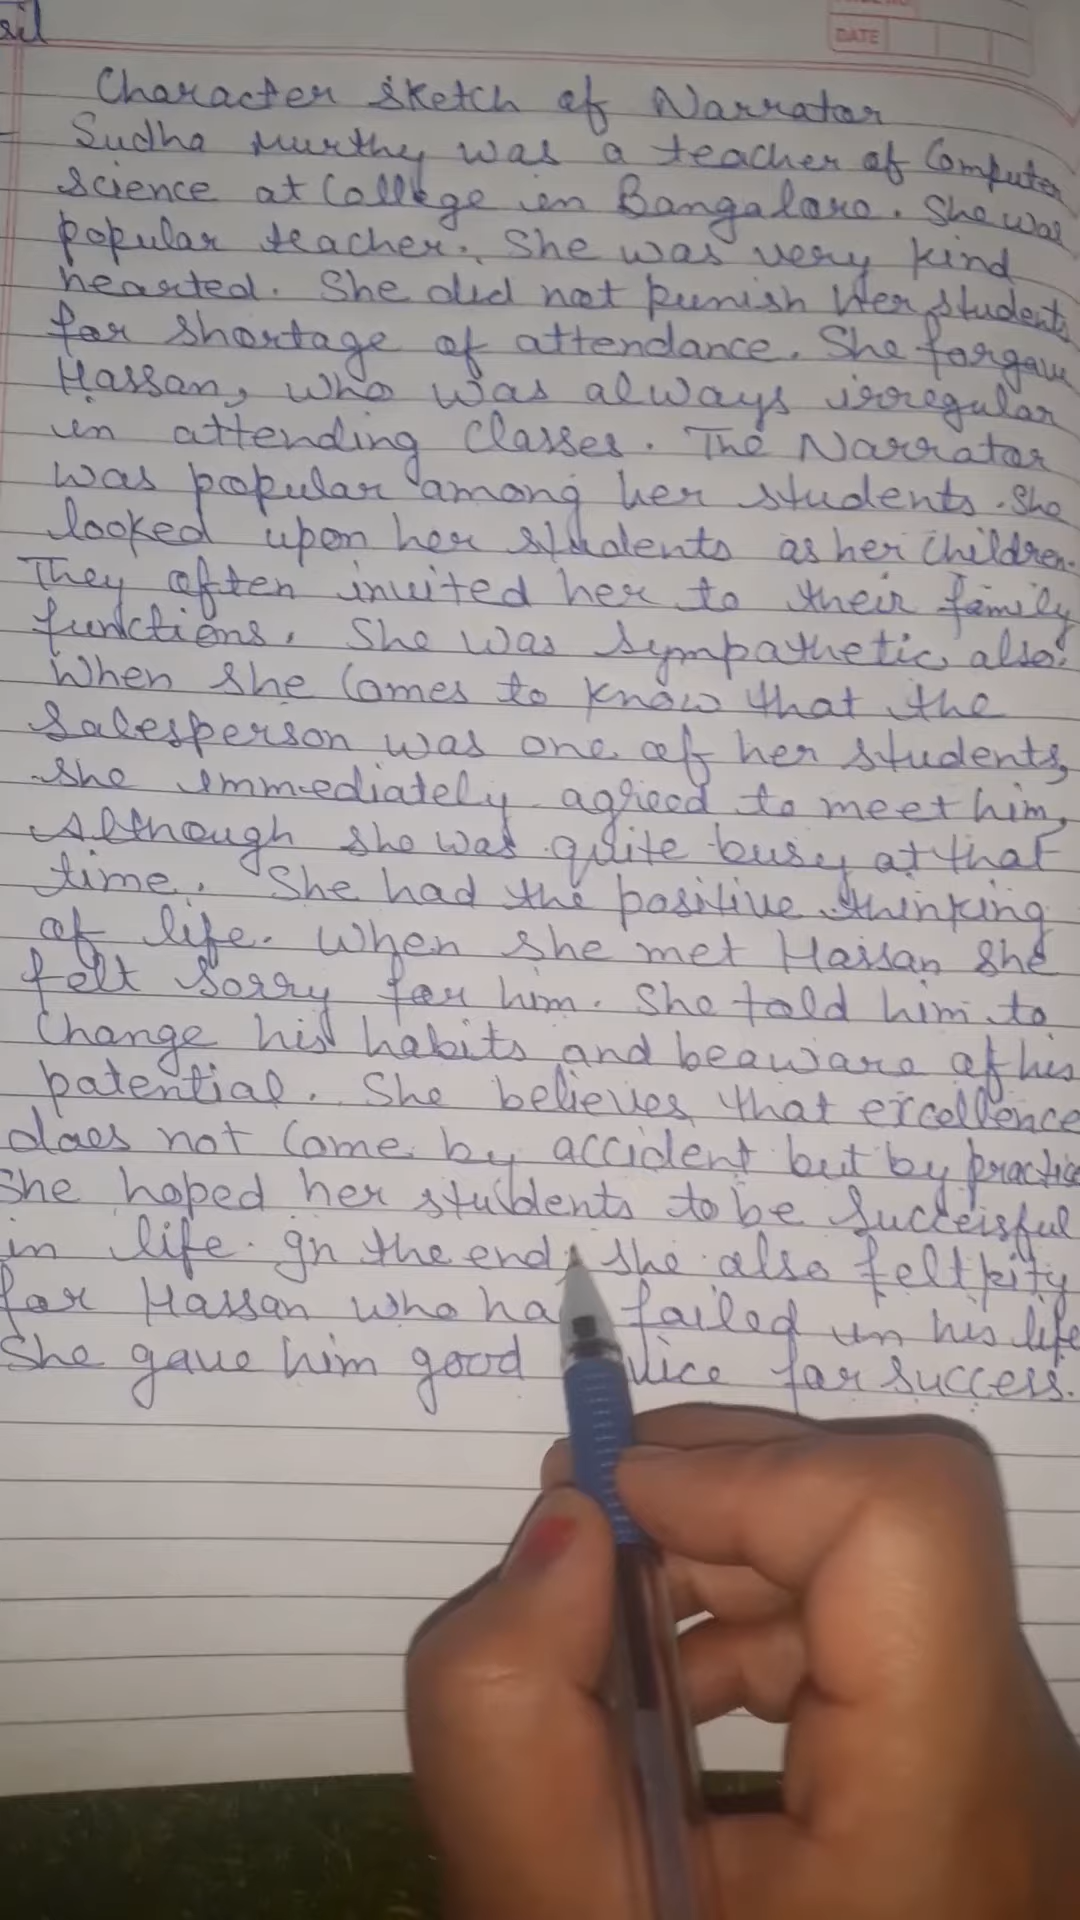 DATE
Character sketch of Narrator
Sudha Murthy was a teacher of Computer
science at College in Bangalore. She was
popular teacher. She was very kind
hearted. She did not punish Her students
for shortage of attendance. She forgave
Hassan, who was always irregular
in attending classes. The Narrator
was popular among her students. She
looked upon her students as her children.
They often invited her to their family
functions. She was sympathetic also.
When she comes to know that the
salesperson was one of her students,
she immediately agreed to meet him,
Although she was quite busy at that
time. She had the positive thinking
of life. When she met Hassan she
felt sorry for him. She told him to
change his habits and beaware of his
potential. She believes that excellence
does not come by accident but by practice
She hoped her students to be successful
in life. In the end, she also felt pity
for Hassan who ha failed in his life
She gave him good vice for success.